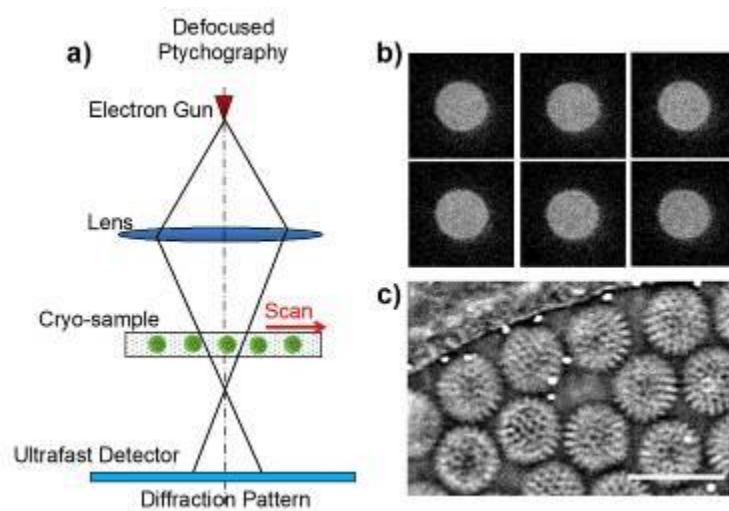 Defocused
Ptychography
a)
Electron Gun
Lens
Cryo-sample
Scan
Ultrafast Detector
Diffraction Pattern
b)
c)